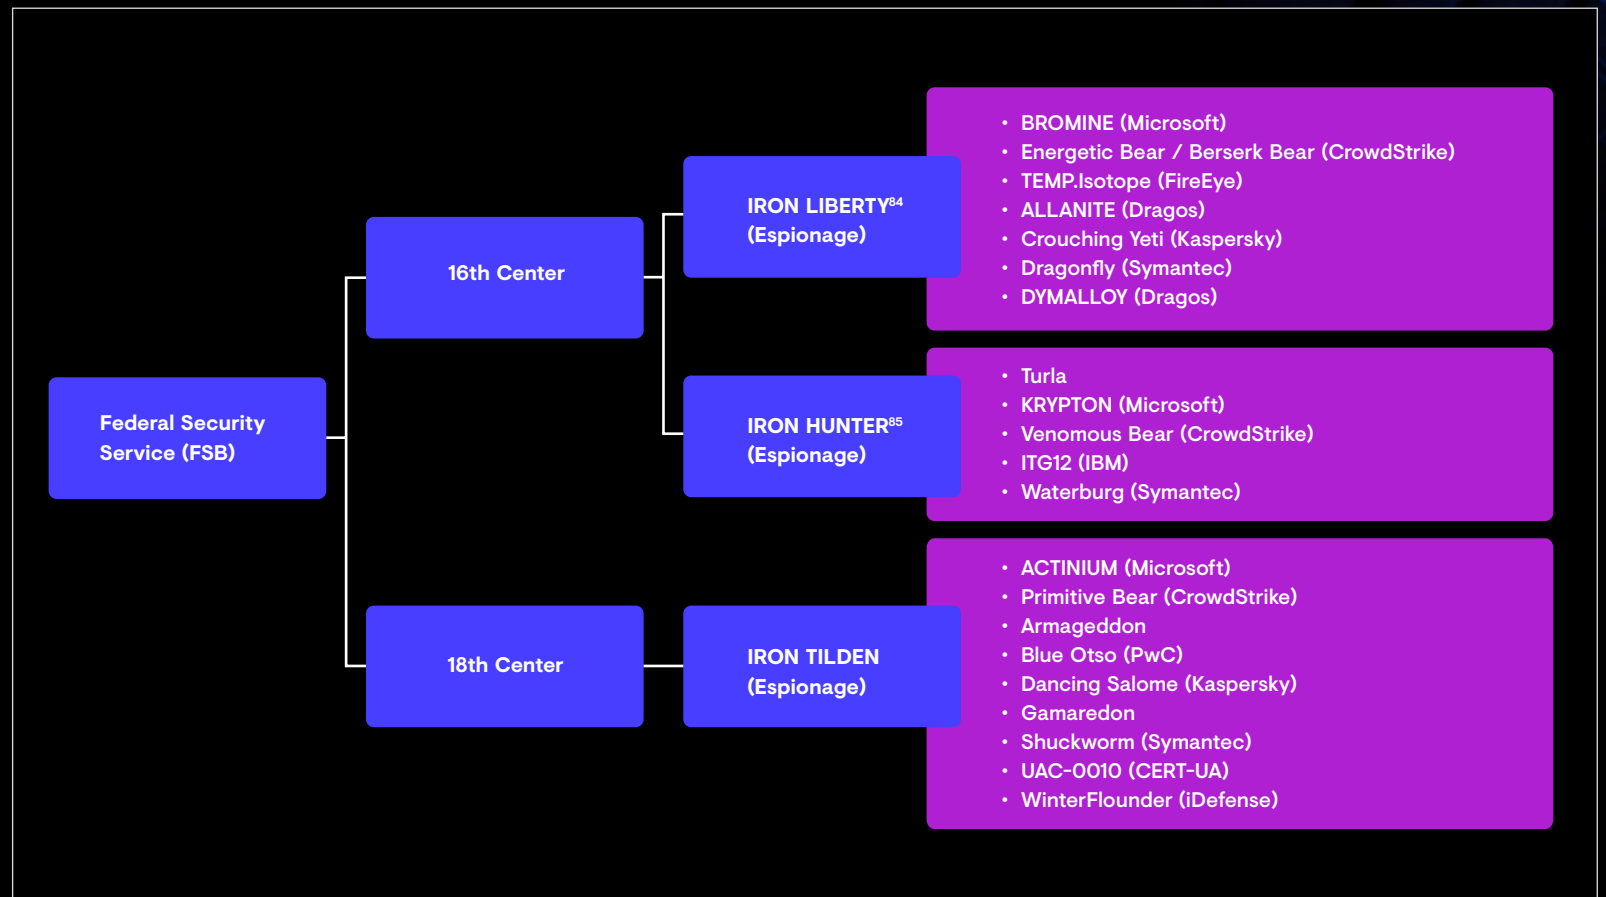 Federal Security
Service (FSB)
16th Center
IRON LIBERTY84
(Espionage)
• BROMINE (Microsoft)
• Energetic Bear / Berserk Bear (CrowdStrike)
• TEMP.Isotope (FireEye)
• ALLANITE (Dragos)
• Crouching Yeti (Kaspersky)
• Dragonfly (Symantec)
• DYMALLOY (Dragos)
IRON HUNTER85
(Espionage)
• Turla
• KRYPTON (Microsoft)
• Venomous Bear (CrowdStrike)
• ITG12 (IBM)
• Waterburg (Symantec)
18th Center
IRON TILDEN
(Espionage)
• ACTINIUM (Microsoft)
• Primitive Bear (CrowdStrike)
• Armageddon
• Blue Otso (PwC)
• Dancing Salome (Kaspersky)
• Gamaredon
• Shuckworm (Symantec)
• UAC-0010 (CERT-UA)
• WinterFlounder (iDefense)